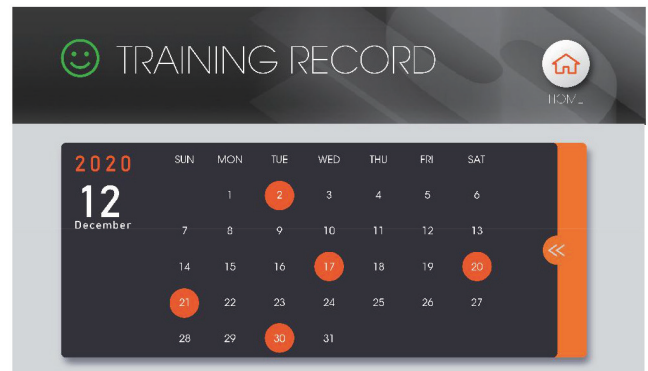 TRAINING RECORD
HOME
2020
12
December
SUN MON TUE WED THU FRI SAT
1 2 3 4 5 6
7 8 9 10 11 12 13
14 15 16 17 18 19 20
21 22 23 24 25 26 27
28 29 30 31